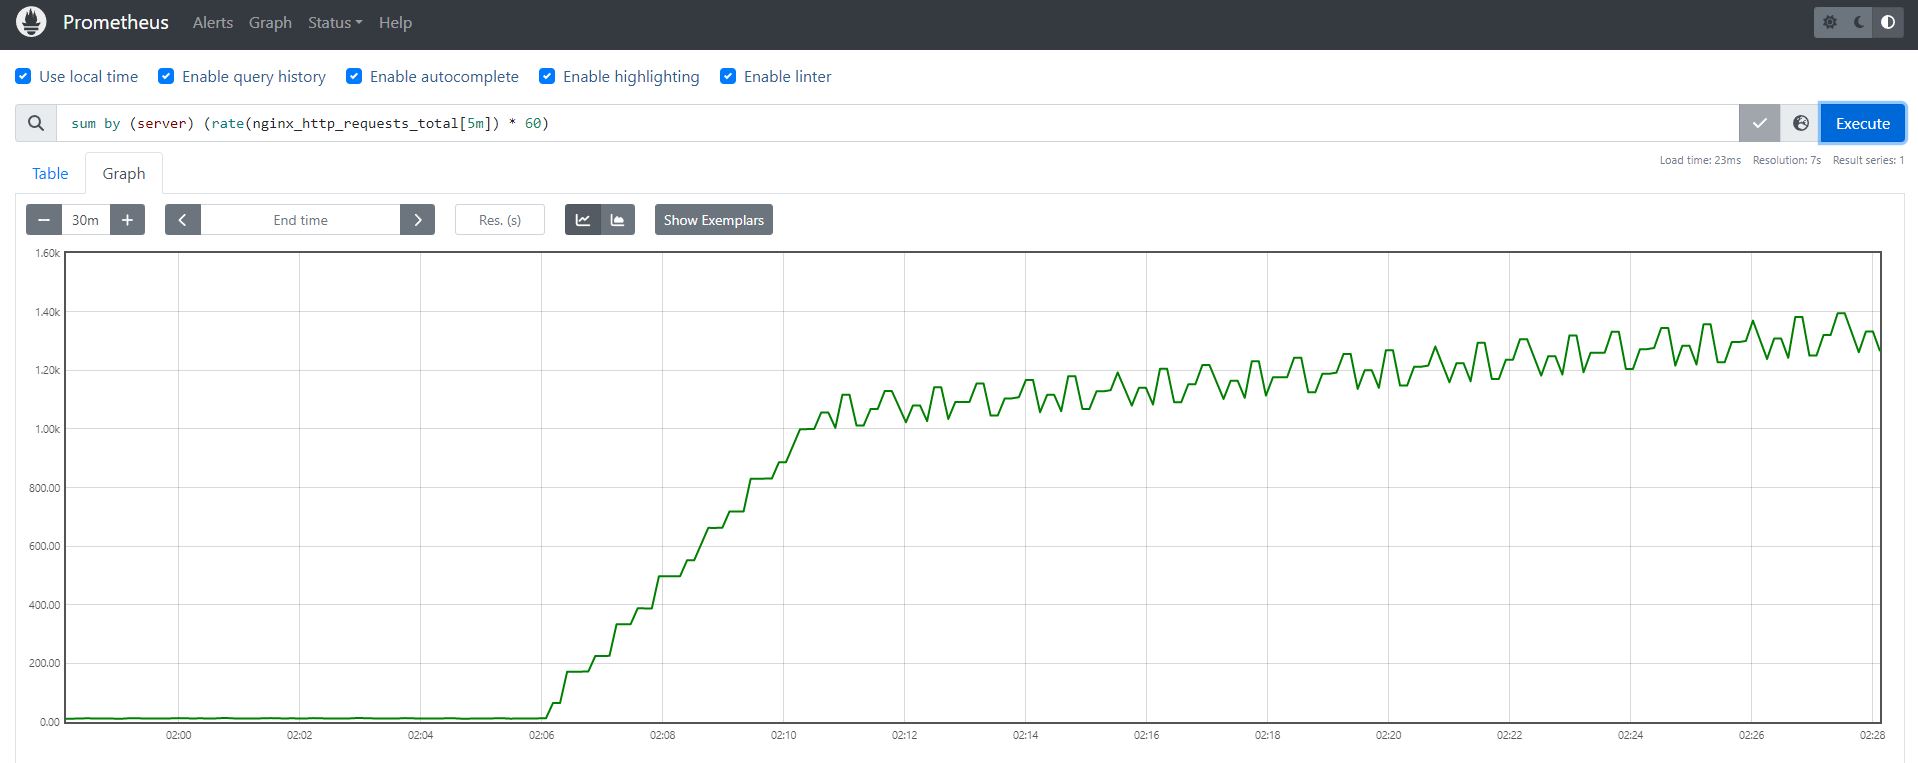 Prometheus Alerts Graph Status Help
Use local time Enable query history Enable autocomplete Enable highlighting Enable linter
sum by (server) (rate(nginx_http_requests_total[5m]) * 60) Execute
Load time: 23ms Resolution: 7s Result series: 1
Table Graph
30m End time Res. (s) Show Exemplars
1.60k
1.40k
1.20k
1.00k
800.00
600.00
400.00
200.00
0.00
02:00 02:02 02:04 02:06 02:08 02:10 02:12 02:14 02:16 02:18 02:20 02:22 02:24 02:26 02:28